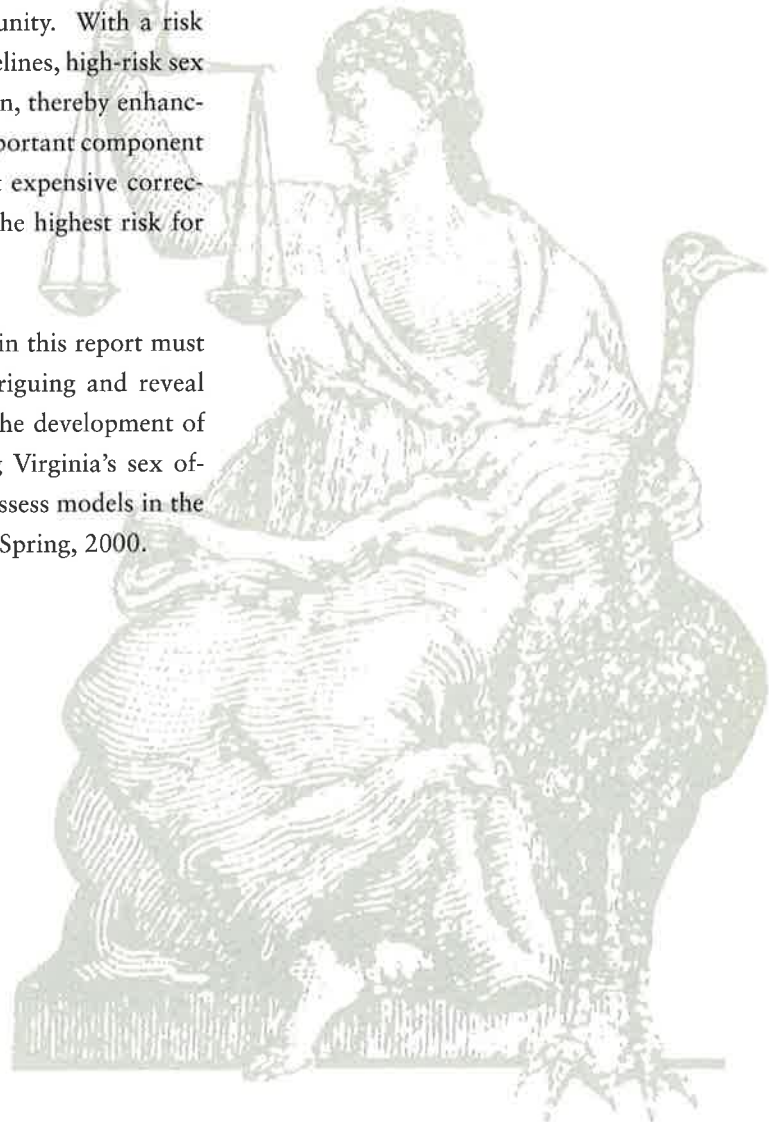 unity. With a risk
elines, high-risk sex
n, thereby enhanc-
portant component
t expensive correc-
he highest risk for
in this report must
riguing and reveal
he development of
g Virginia's sex of-
ssess models in the
Spring, 2000.